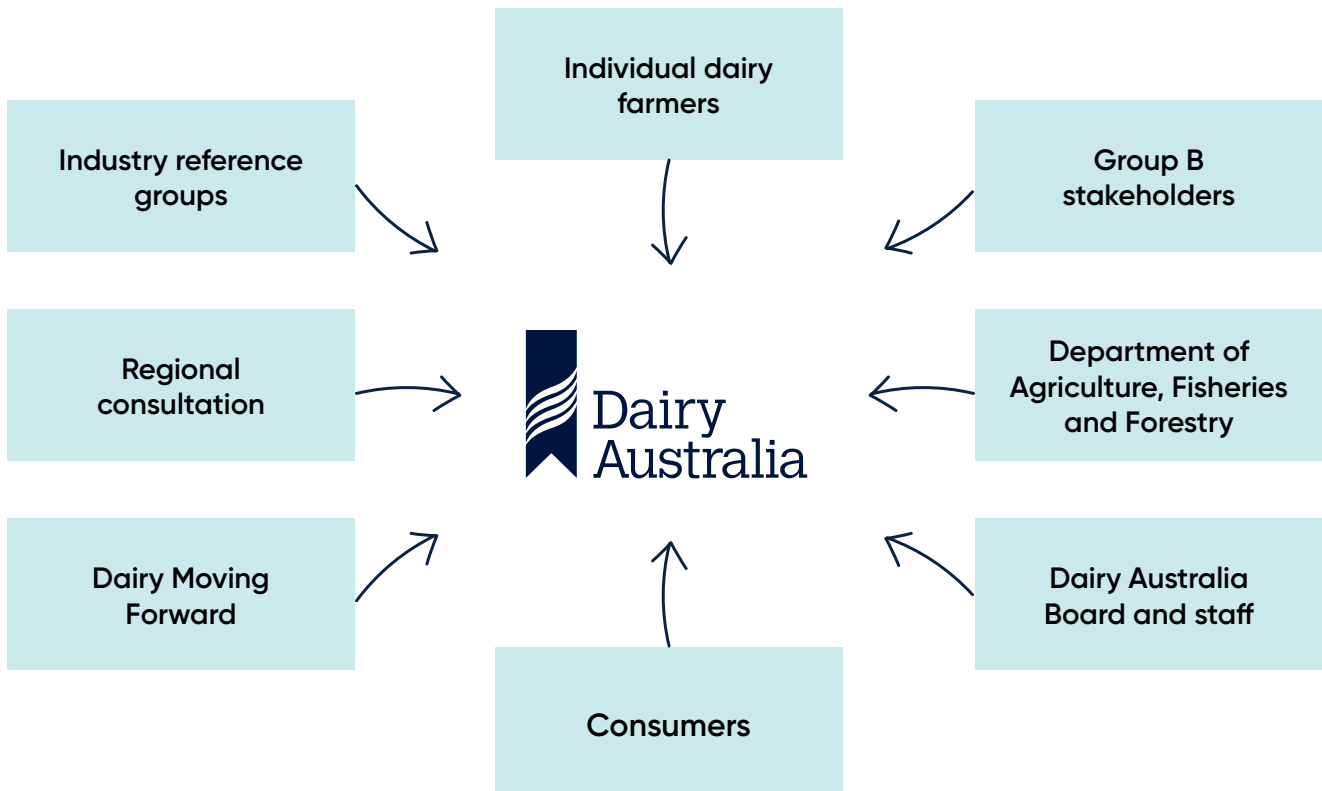 Individual dairy
farmers
Industry reference
groups
Group B
stakeholders
Regional
consultation
Dairy
Australia
Department of
Agriculture, Fisheries
and Forestry
Dairy Moving
Forward
Dairy Australia
Board and staff
Consumers